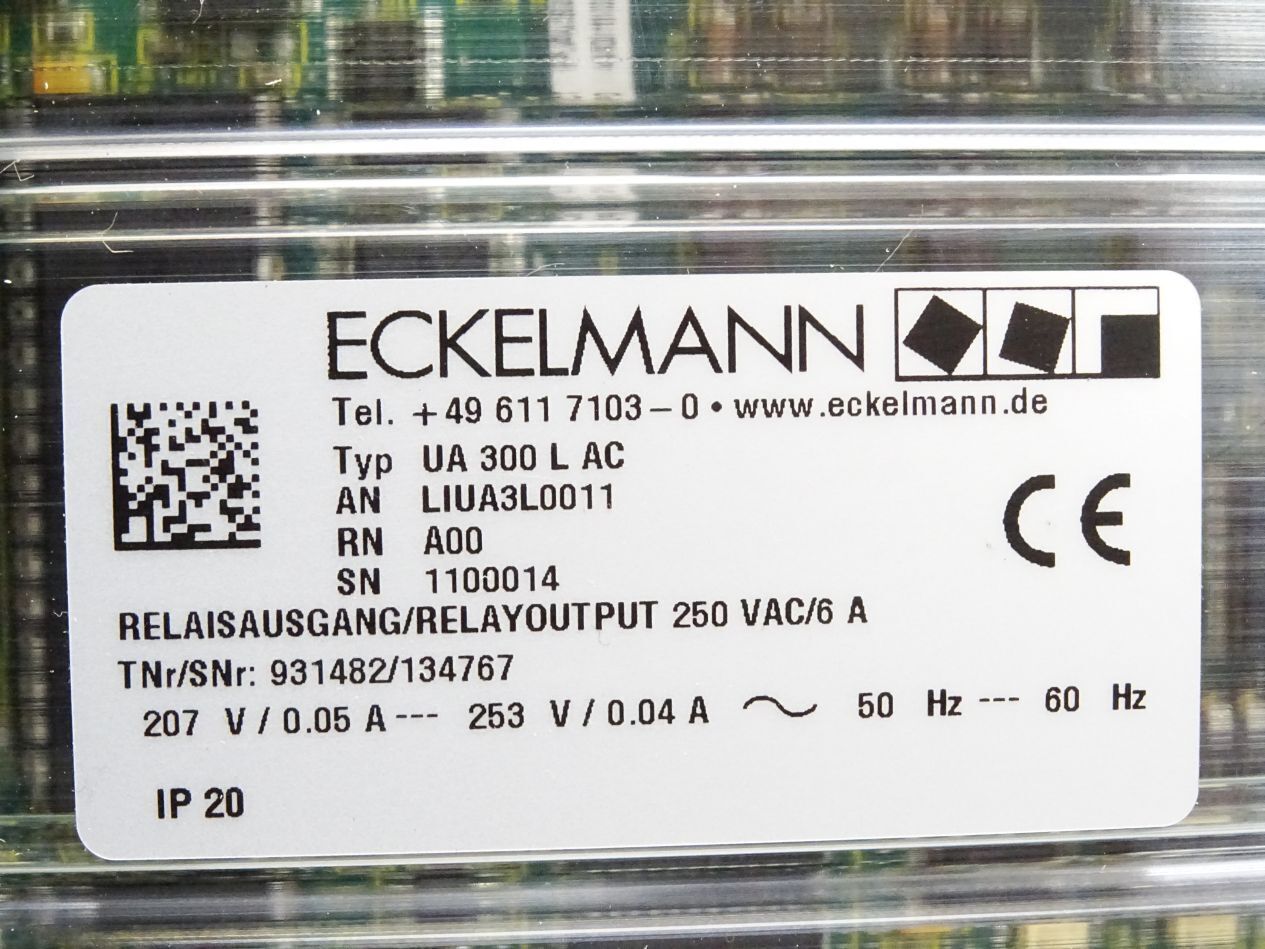 ECKELMANN
Tel. +49 611 7103-0 • www.eckelmann.de
Typ UA 300 L AC
AN LIUA3L0011
RN A00
SN 1100014
CE
RELAISAUSGANG/RELAYOUTPUT 250 VAC/6 A
TNr/SNr: 931482/134767
207 V / 0.05 A --- 253 V / 0.04 A ~ 50 Hz --- 60 Hz
IP 20